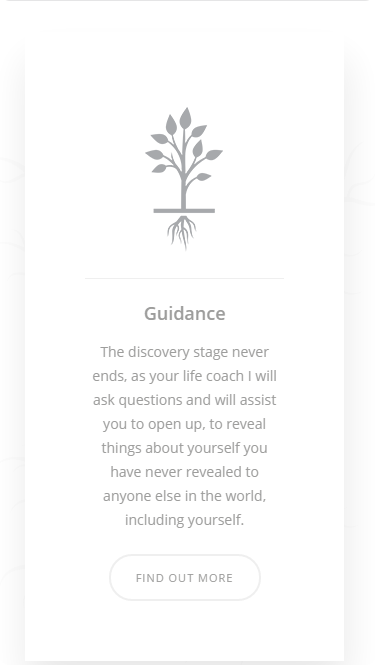 Guidance
The discovery stage never
ends, as your life coach I will
ask questions and will assist
you to open up, to reveal
things about yourself you
have never revealed to
anyone else in the world,
including yourself.
FIND OUT MORE